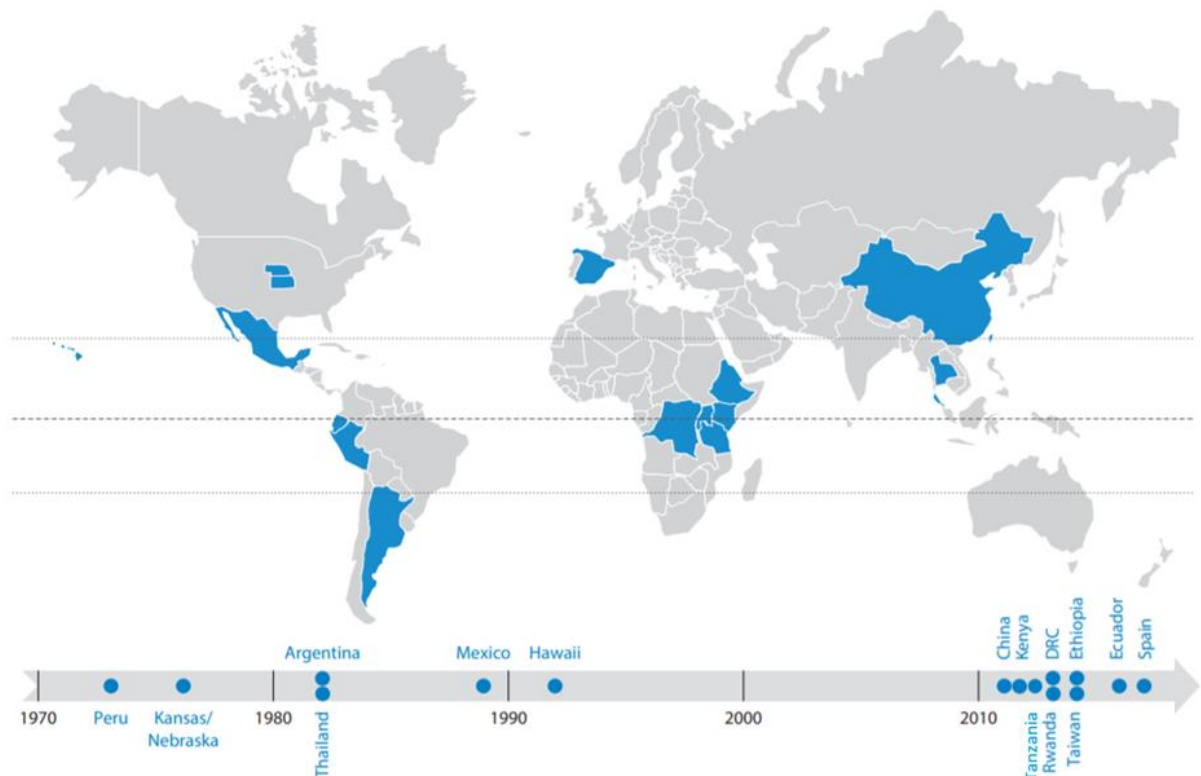 China
Kenya
DRC
Ethiopia
Ecuador
Spain
Argentina
Mexico
Hawaii
1970
Peru
Kansas/
Nebraska
1980
Thailand
1990
2000
2010
Tanzania
Rwanda
Taiwan